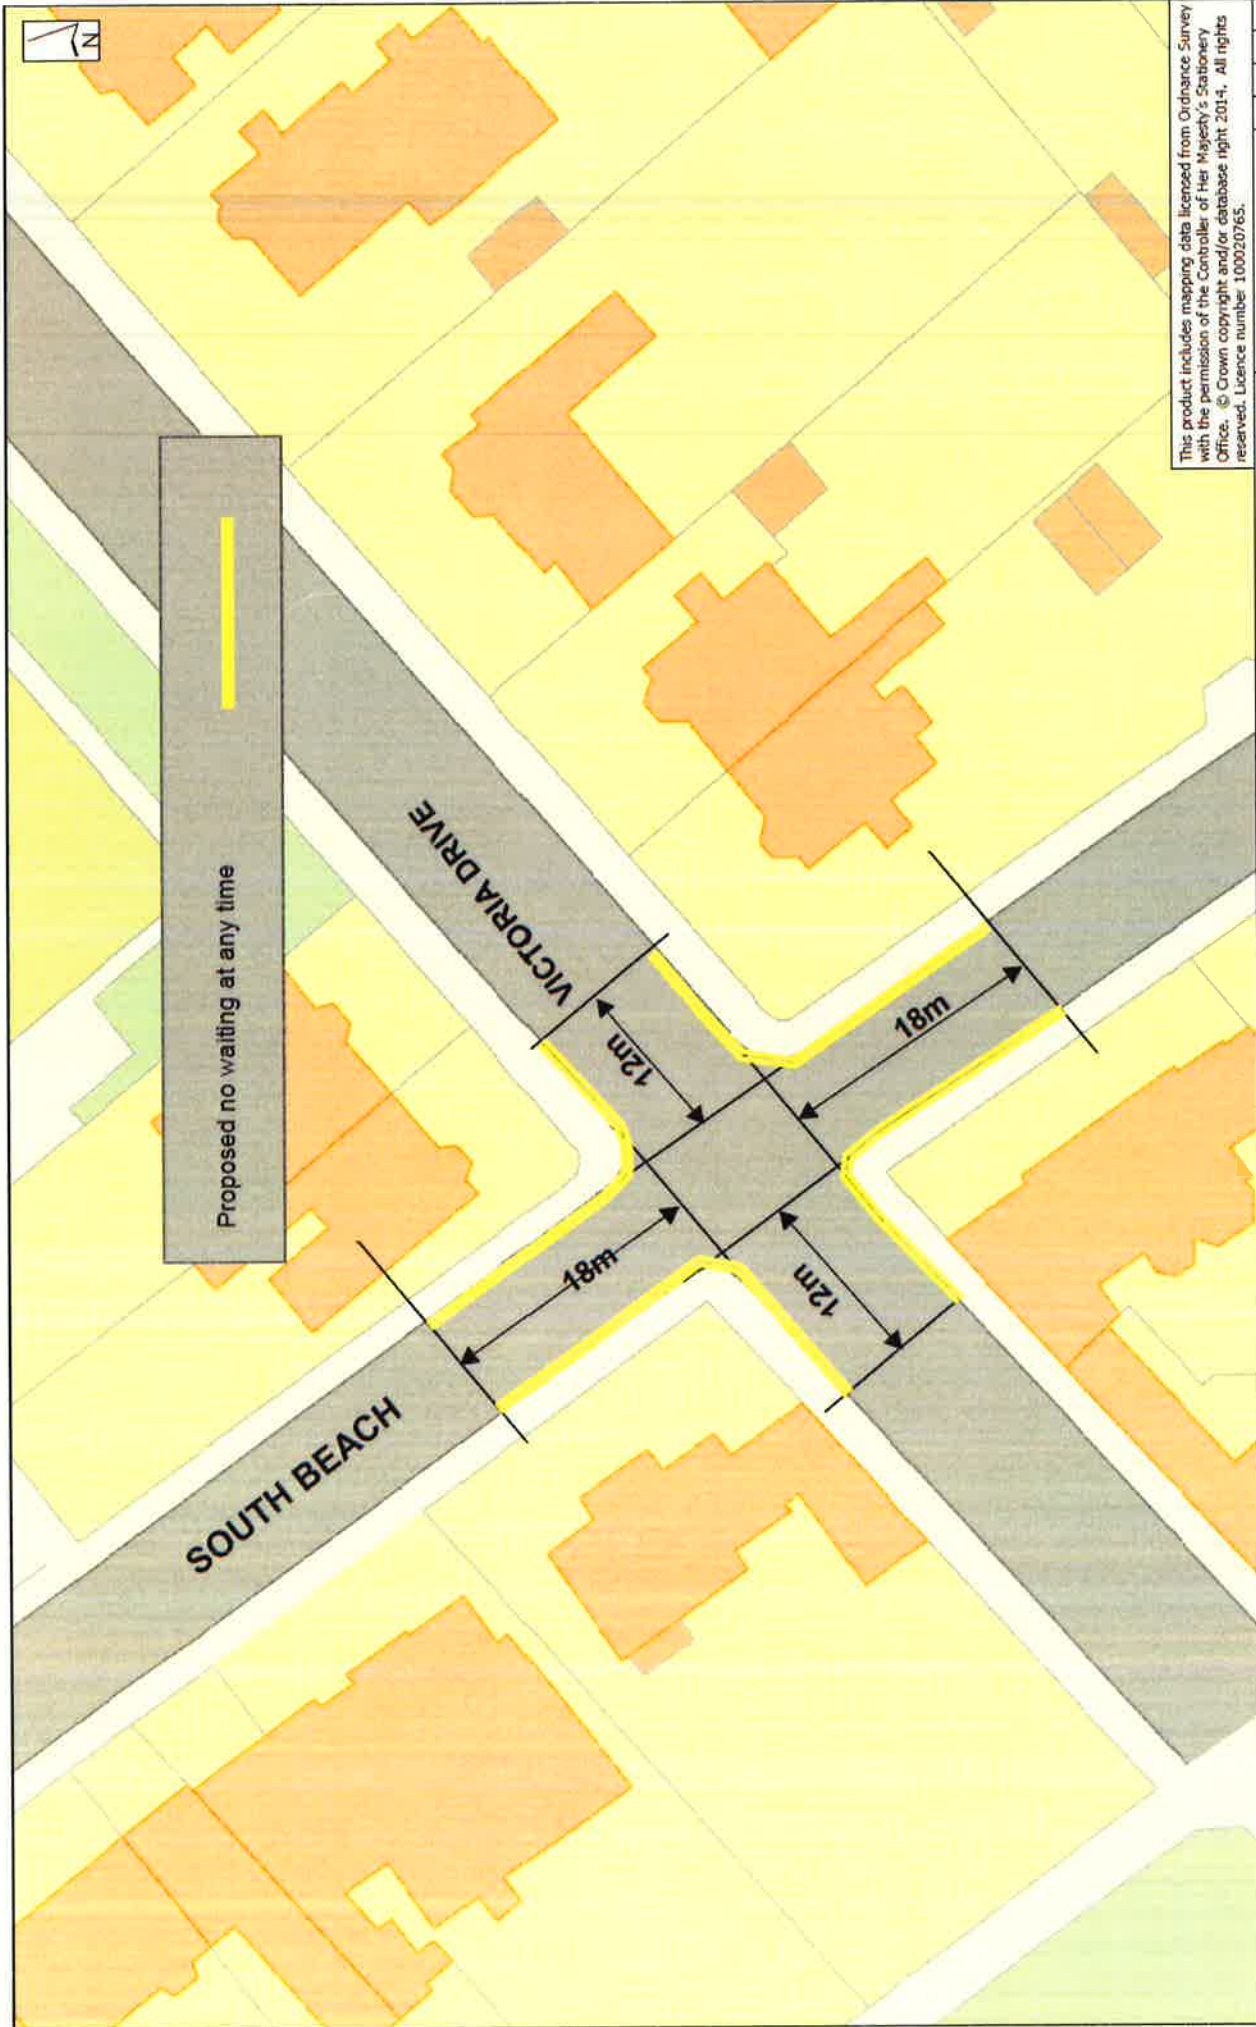 N
Proposed no waiting at any time
VICTORIA DRIVE
SOUTH BEACH
12m
18m
18m
12m
This product includes mapping data licensed from Ordnance Survey
with the permission of the Controller of Her Majesty's Stationery
Office. © Crown copyright and/or database right 2014. All rights
reserved. Licence number 100020765.